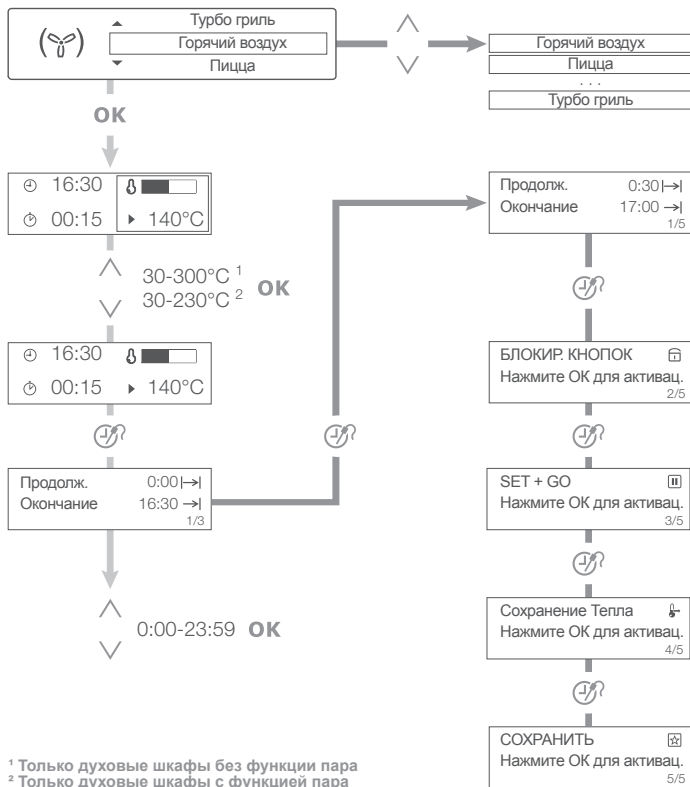 Турбо гриль
Горячий воздух
Пицца
Горячий воздух
Пицца
. . .
Турбо гриль
OK
16:30
00:15 140°C
30-300°C ¹
30-230°C ² OK
16:30
00:15 140°C
Продолж. 0:00
Окончание 16:30
1/3
0:00-23:59 OK
Продолж. 0:30
Окончание 17:00
1/5
БЛОКИР. КНОПОК
Нажмите ОК для активац.
2/5
SET + GO
Нажмите ОК для активац.
3/5
Сохранение Тепла
Нажмите ОК для активац.
4/5
СОХРАНИТЬ
Нажмите ОК для активац.
5/5
¹ Только духовые шкафы без функции пара
² Только духовые шкафы с функцией пара